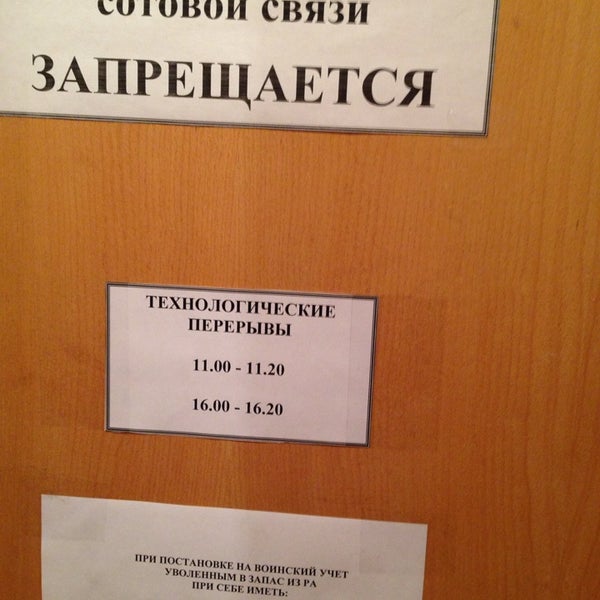 сотовой связи
ЗАПРЕЩАЕТСЯ
ТЕХНОЛОГИЧЕСКИЕ
ПЕРЕРЫВЫ
11.00 - 11.20
16.00 - 16.20
ПРИ ПОСТАНОВКЕ НА ВОИНСКИЙ УЧЕТ
УВОЛЕННЫМ В ЗАПАС ИЗ РА
ПРИ СЕБЕ ИМЕТЬ: